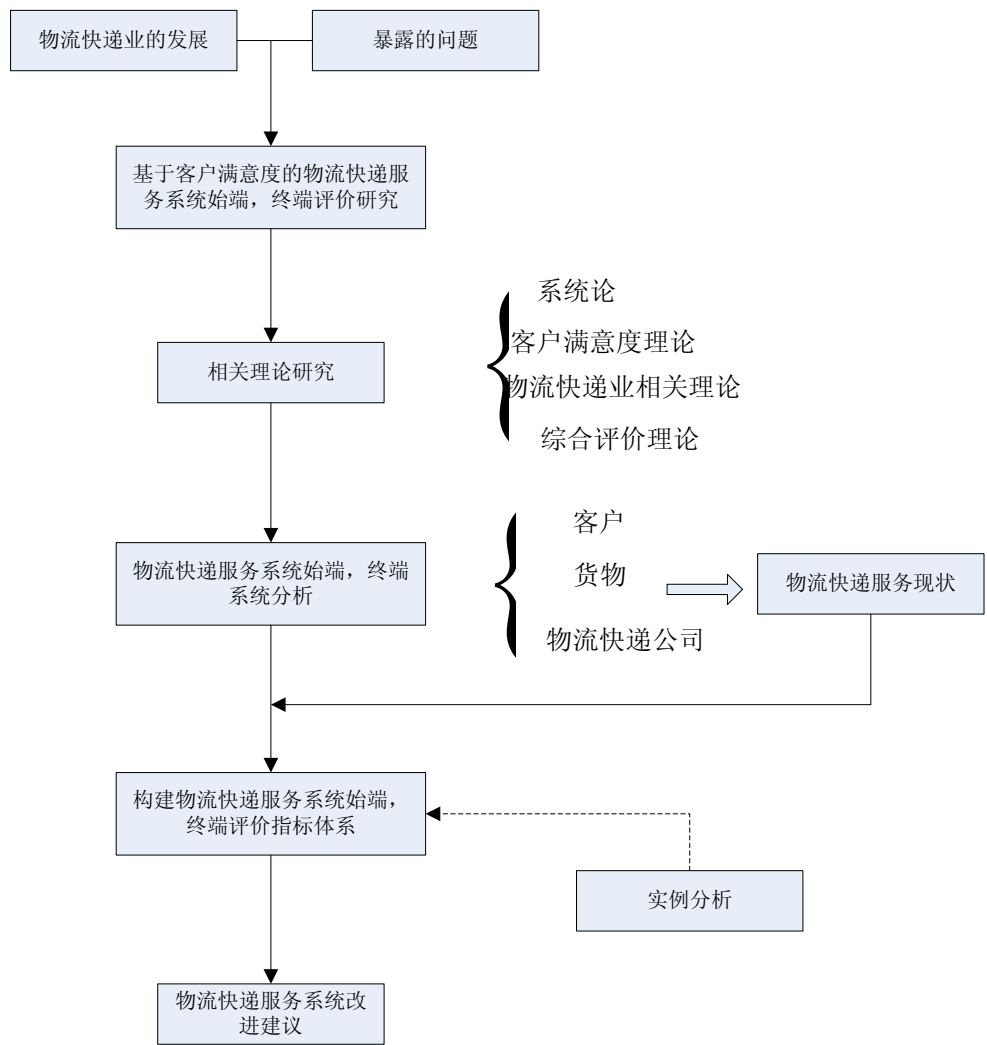 物流快递业的发展
暴露的问题
基于客户满意度的物流快递服
务系统始端，终端评价研究
系统论
客户满意度理论
相关理论研究
物流快递业相关理论
综合评价理论
客户
物流快递服务系统始端，终端
系统分析
货物
物流快递服务现状
物流快递公司
构建物流快递服务系统始端，
终端评价指标体系
实例分析
物流快递服务系统改
进建议